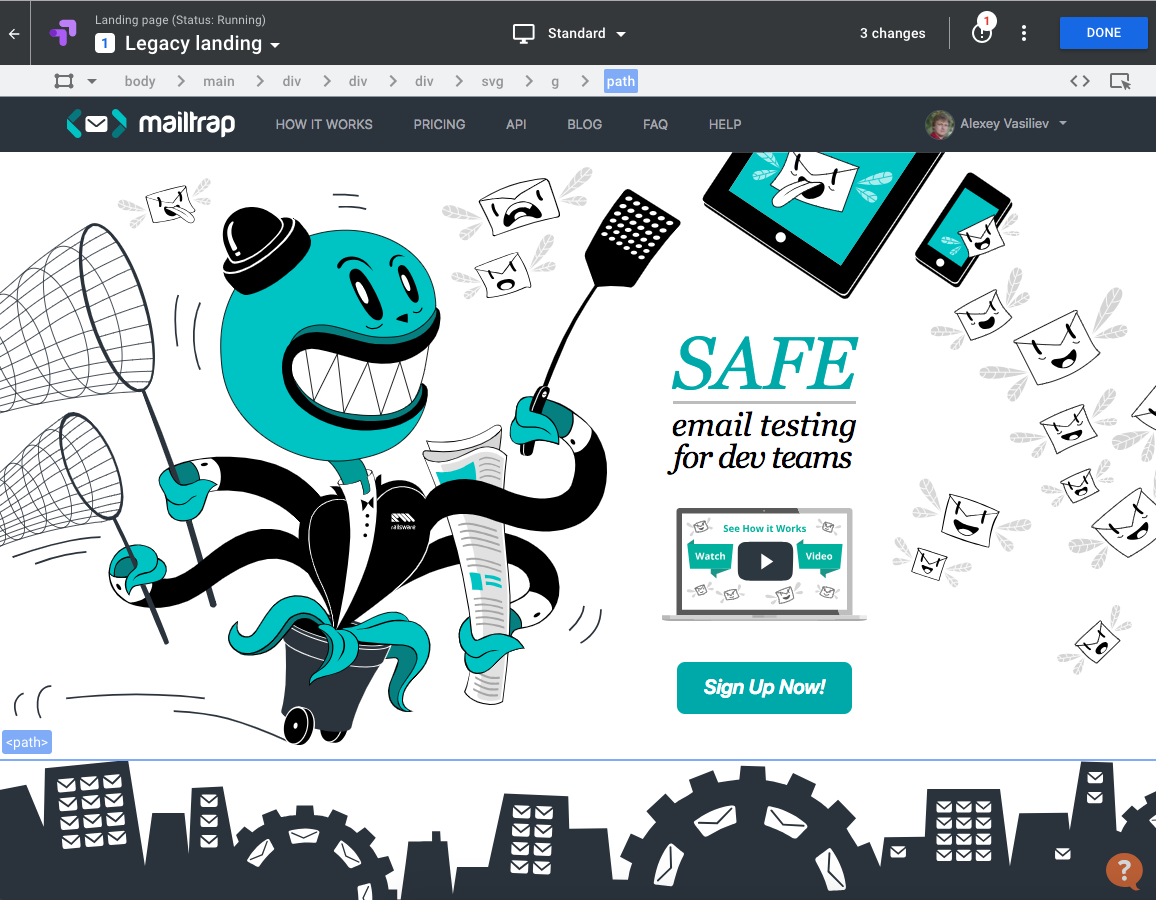 Landing page (Status: Running)
1 Legacy landing
Standard
3 changes
1
DONE
body
main
div
div
div
svg
g
path
mailtrap
HOW IT WORKS
PRICING
API
BLOG
FAQ
HELP
Alexey Vasiliev
SAFE
email testing
for dev teams
railsware
See How it Works
Watch
Video
Sign Up Now!
<path>
?